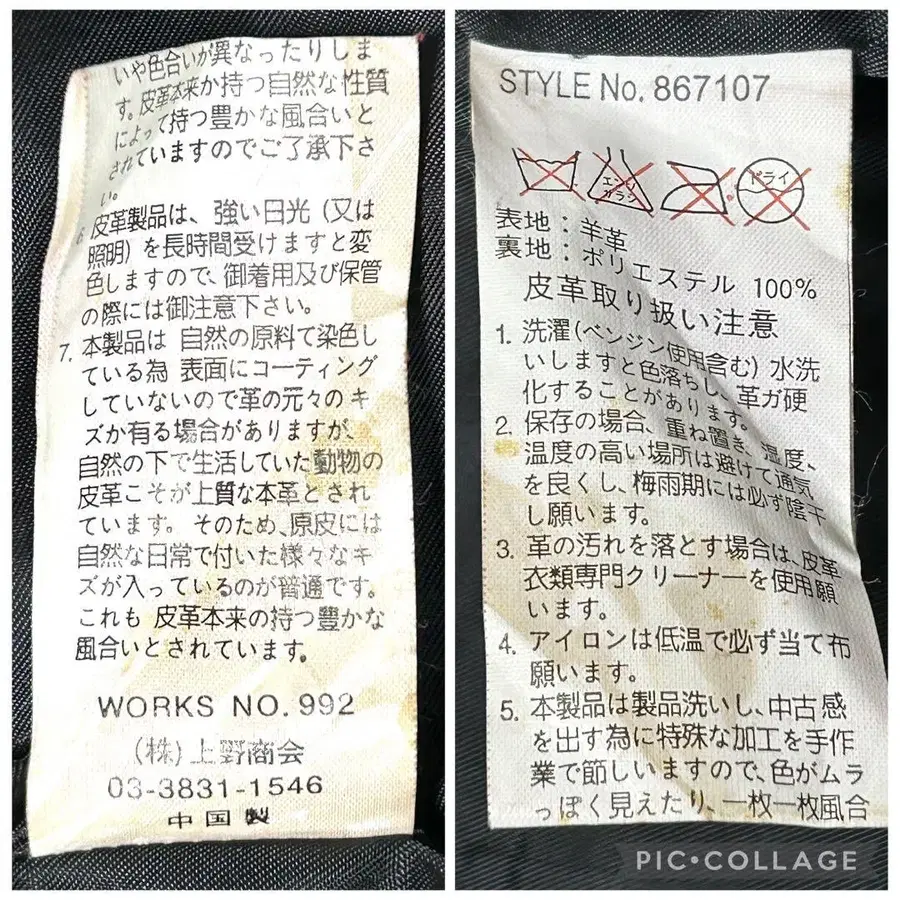 いや色合いが異なったりしま
す。皮革本来か持つ自然な性質
によって持つ豊かな風合いと
されていますのでご了承下さ
い。
6. 皮革製品は、強い日光（又は
照明）を長時間受けますと変
色しますので、御着用及び保管
の際には御注意下さい。
7. 本製品は 自然の原料で染色し
ている為 表面にコーティング
していないので革の元々のキ
ズか有る場合がありますが、
自然の下で生活していた動物の
皮革こそが上質な本革とされ
ています。そのため、原皮には
自然な日常で付いた様々なキ
ズが入っているのが普通です。
これも 皮革本来の持つ豊かな
風合いとされています。
WORKS NO. 992
（株）上野商会
03-3831-1546
中国製
STYLE No. 867107
エンソ
ガラシ
ドライ
表地：羊革
裏地：ポリエステル 100%
皮革取り扱い注意
1. 洗濯（ベンジン使用含む）水洗
いしますと色落ちし、革ガ硬
化することがあります。
2. 保存の場合、重ね置き、湿度、
温度の高い場所は避けて通気
を良くし、梅雨期には必ず陰干
し願います。
3. 革の汚れを落とす場合は、皮革
衣類専門クリーナーを使用願
います。
4. アイロンは低温で必ず当て布
願います。
5. 本製品は製品洗いし、中古感
を出す為に特殊な加工を手作
業で節しいますので、色がムラ
っぽく見えたり、一枚一枚風合
PIC•COLLAGE